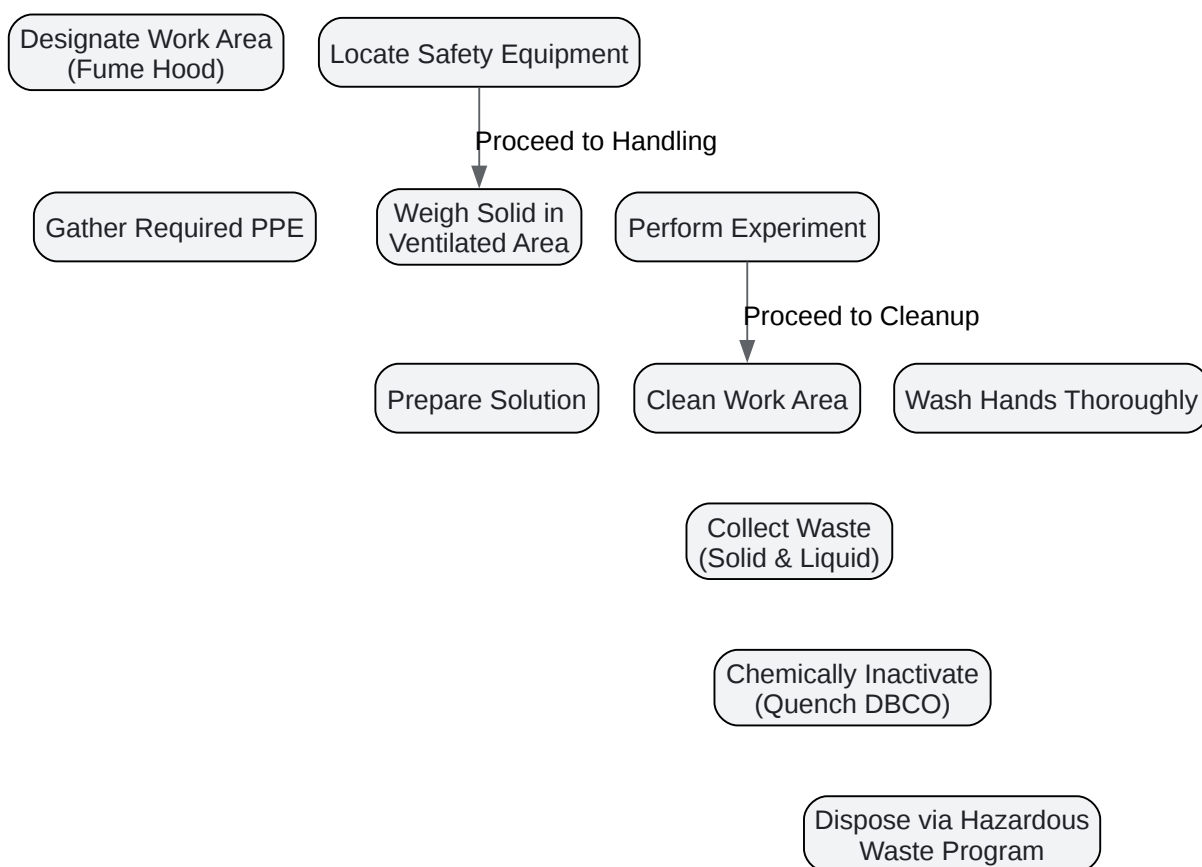 Designate Work Area
(Fume Hood)
Locate Safety Equipment
Proceed to Handling
Gather Required PPE
Weigh Solid in
Ventilated Area
Perform Experiment
Proceed to Cleanup
Prepare Solution
Clean Work Area
Wash Hands Thoroughly
Collect Waste
(Solid & Liquid)
Chemically Inactivate
(Quench DBCO)
Dispose via Hazardous
Waste Program